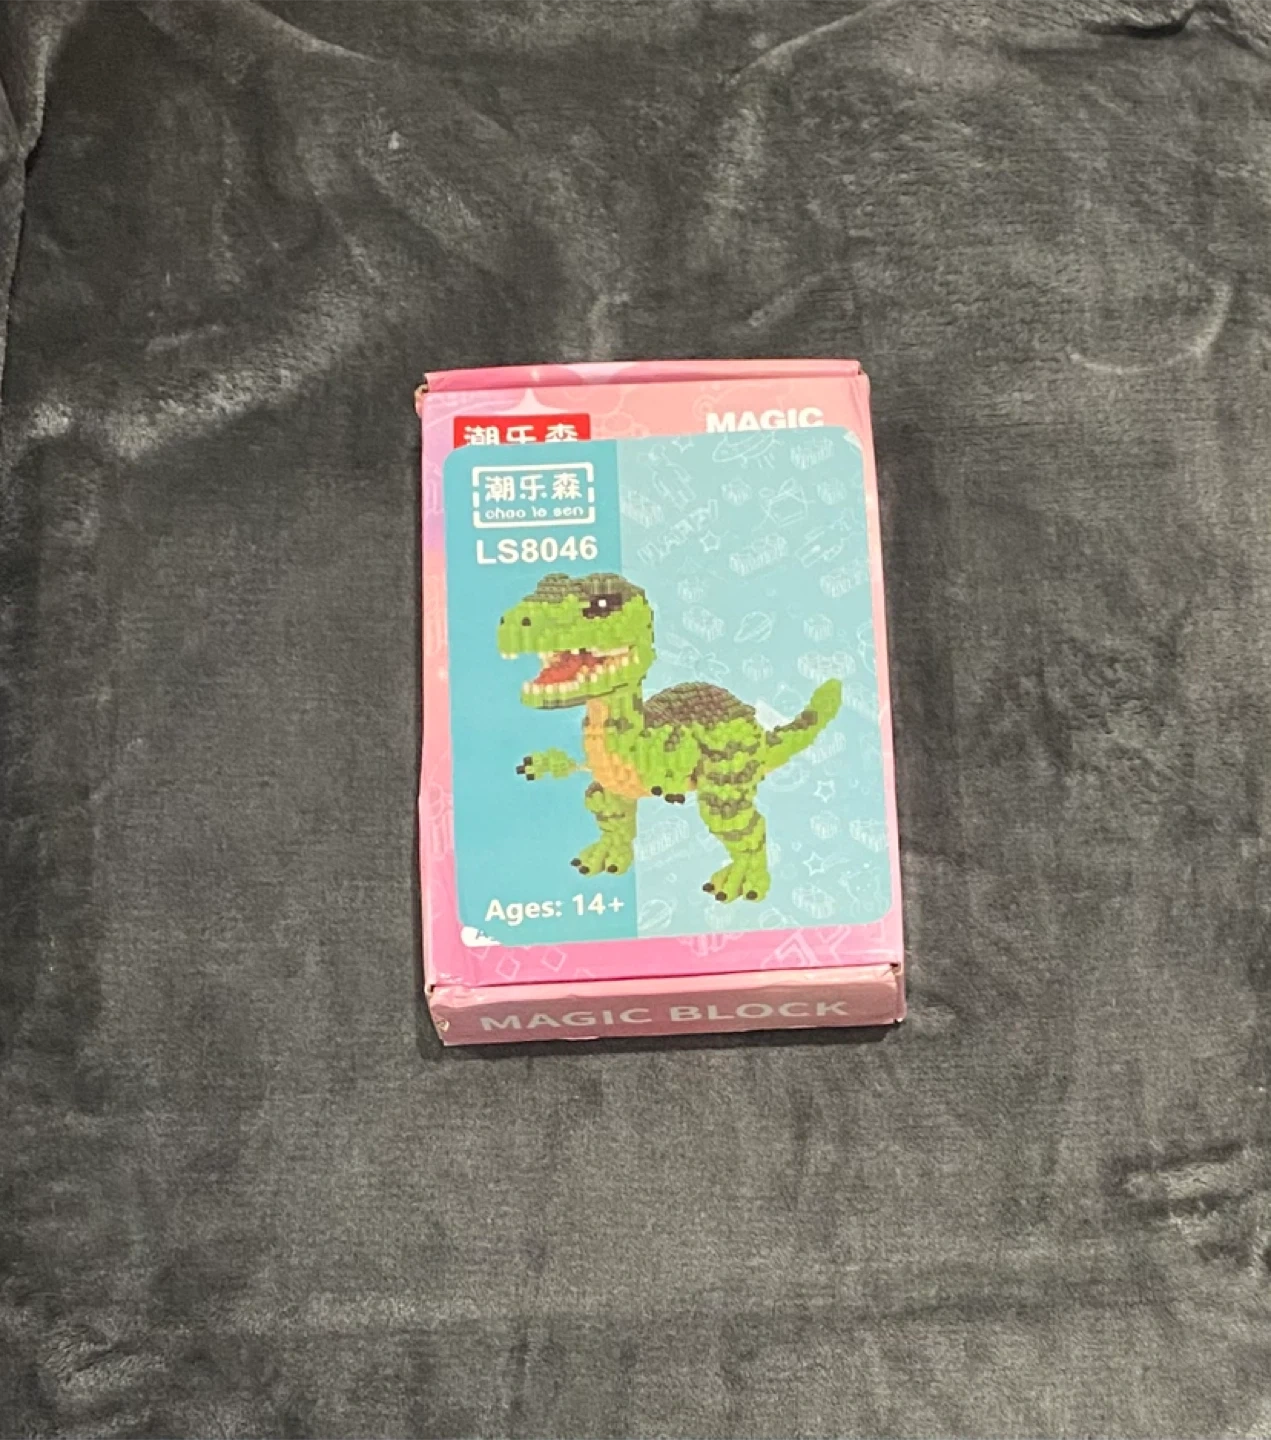 潮乐森
MAGIC
潮乐森
chao le sen
LS8046
Ages: 14+
MAGIC BLOCK